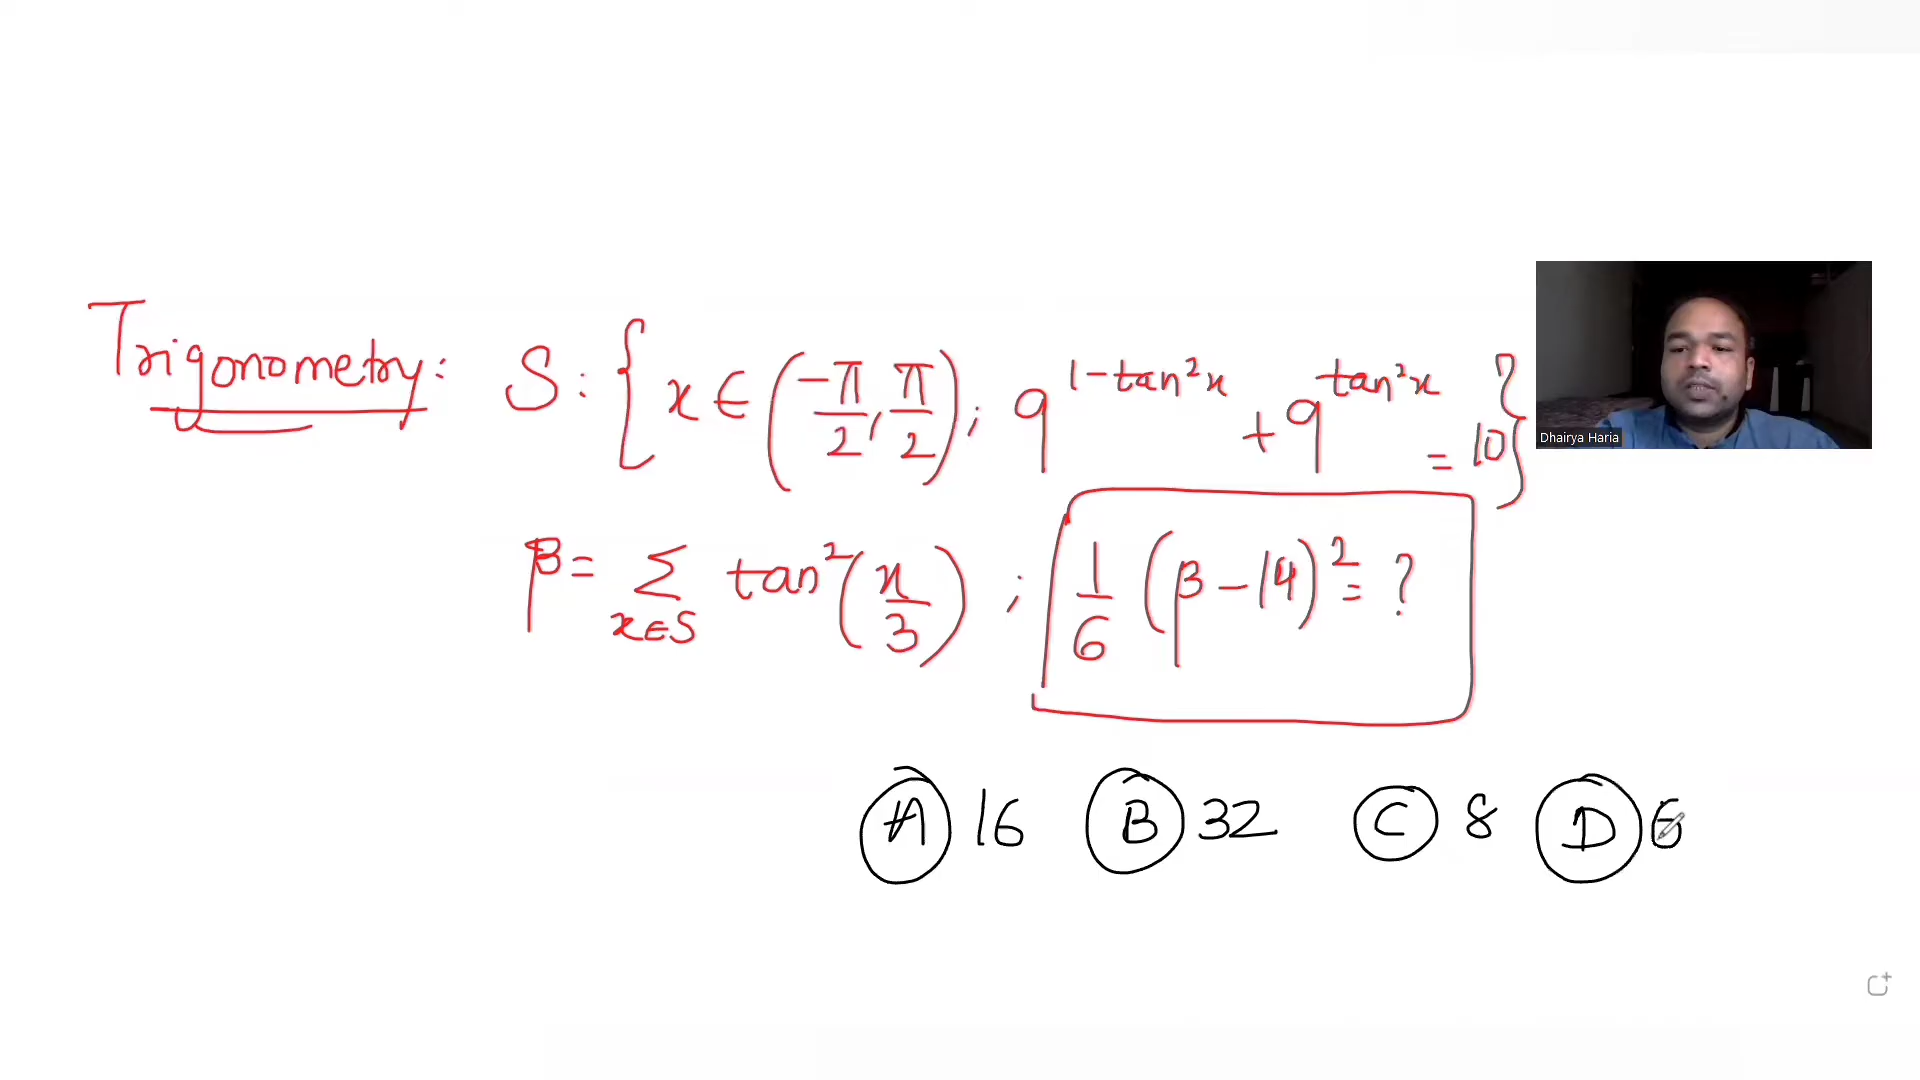 Trigonometry: S: { x ∈ (-π/2, π/2); 9^(1-tan²x) + 9^(tan²x) = 10 }
Dhairya Haria
β = Σ_(x∈S) tan²(x/3) ; 1/6 (β-14)² = ?
(A) 16 (B) 32 (C) 8 (D)